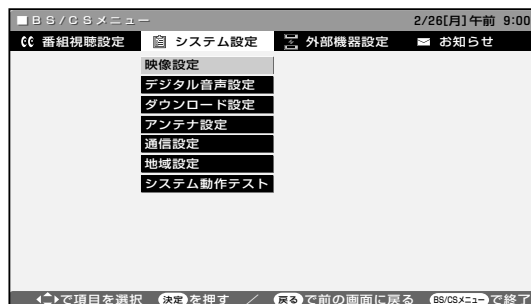 ■BS/CSメニュー 2/26[月]午前 9:00
番組視聴設定 システム設定 外部機器設定 お知らせ
映像設定
デジタル音声設定
ダウンロード設定
アンテナ設定
通信設定
地域設定
システム動作テスト
で項目を選択 決定を押す ／ 戻るで前の画面に戻る BS/CSメニューで終了